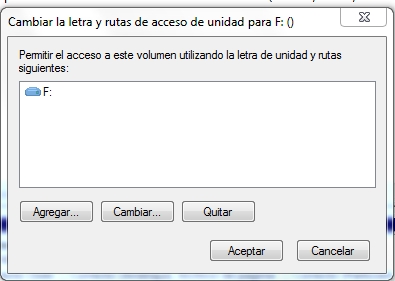 Cambiar la letra y rutas de acceso de unidad para F: ()
Permitir el acceso a este volumen utilizando la letra de unidad y rutas
siguientes:
F:
Agregar... Cambiar... Quitar
Aceptar Cancelar